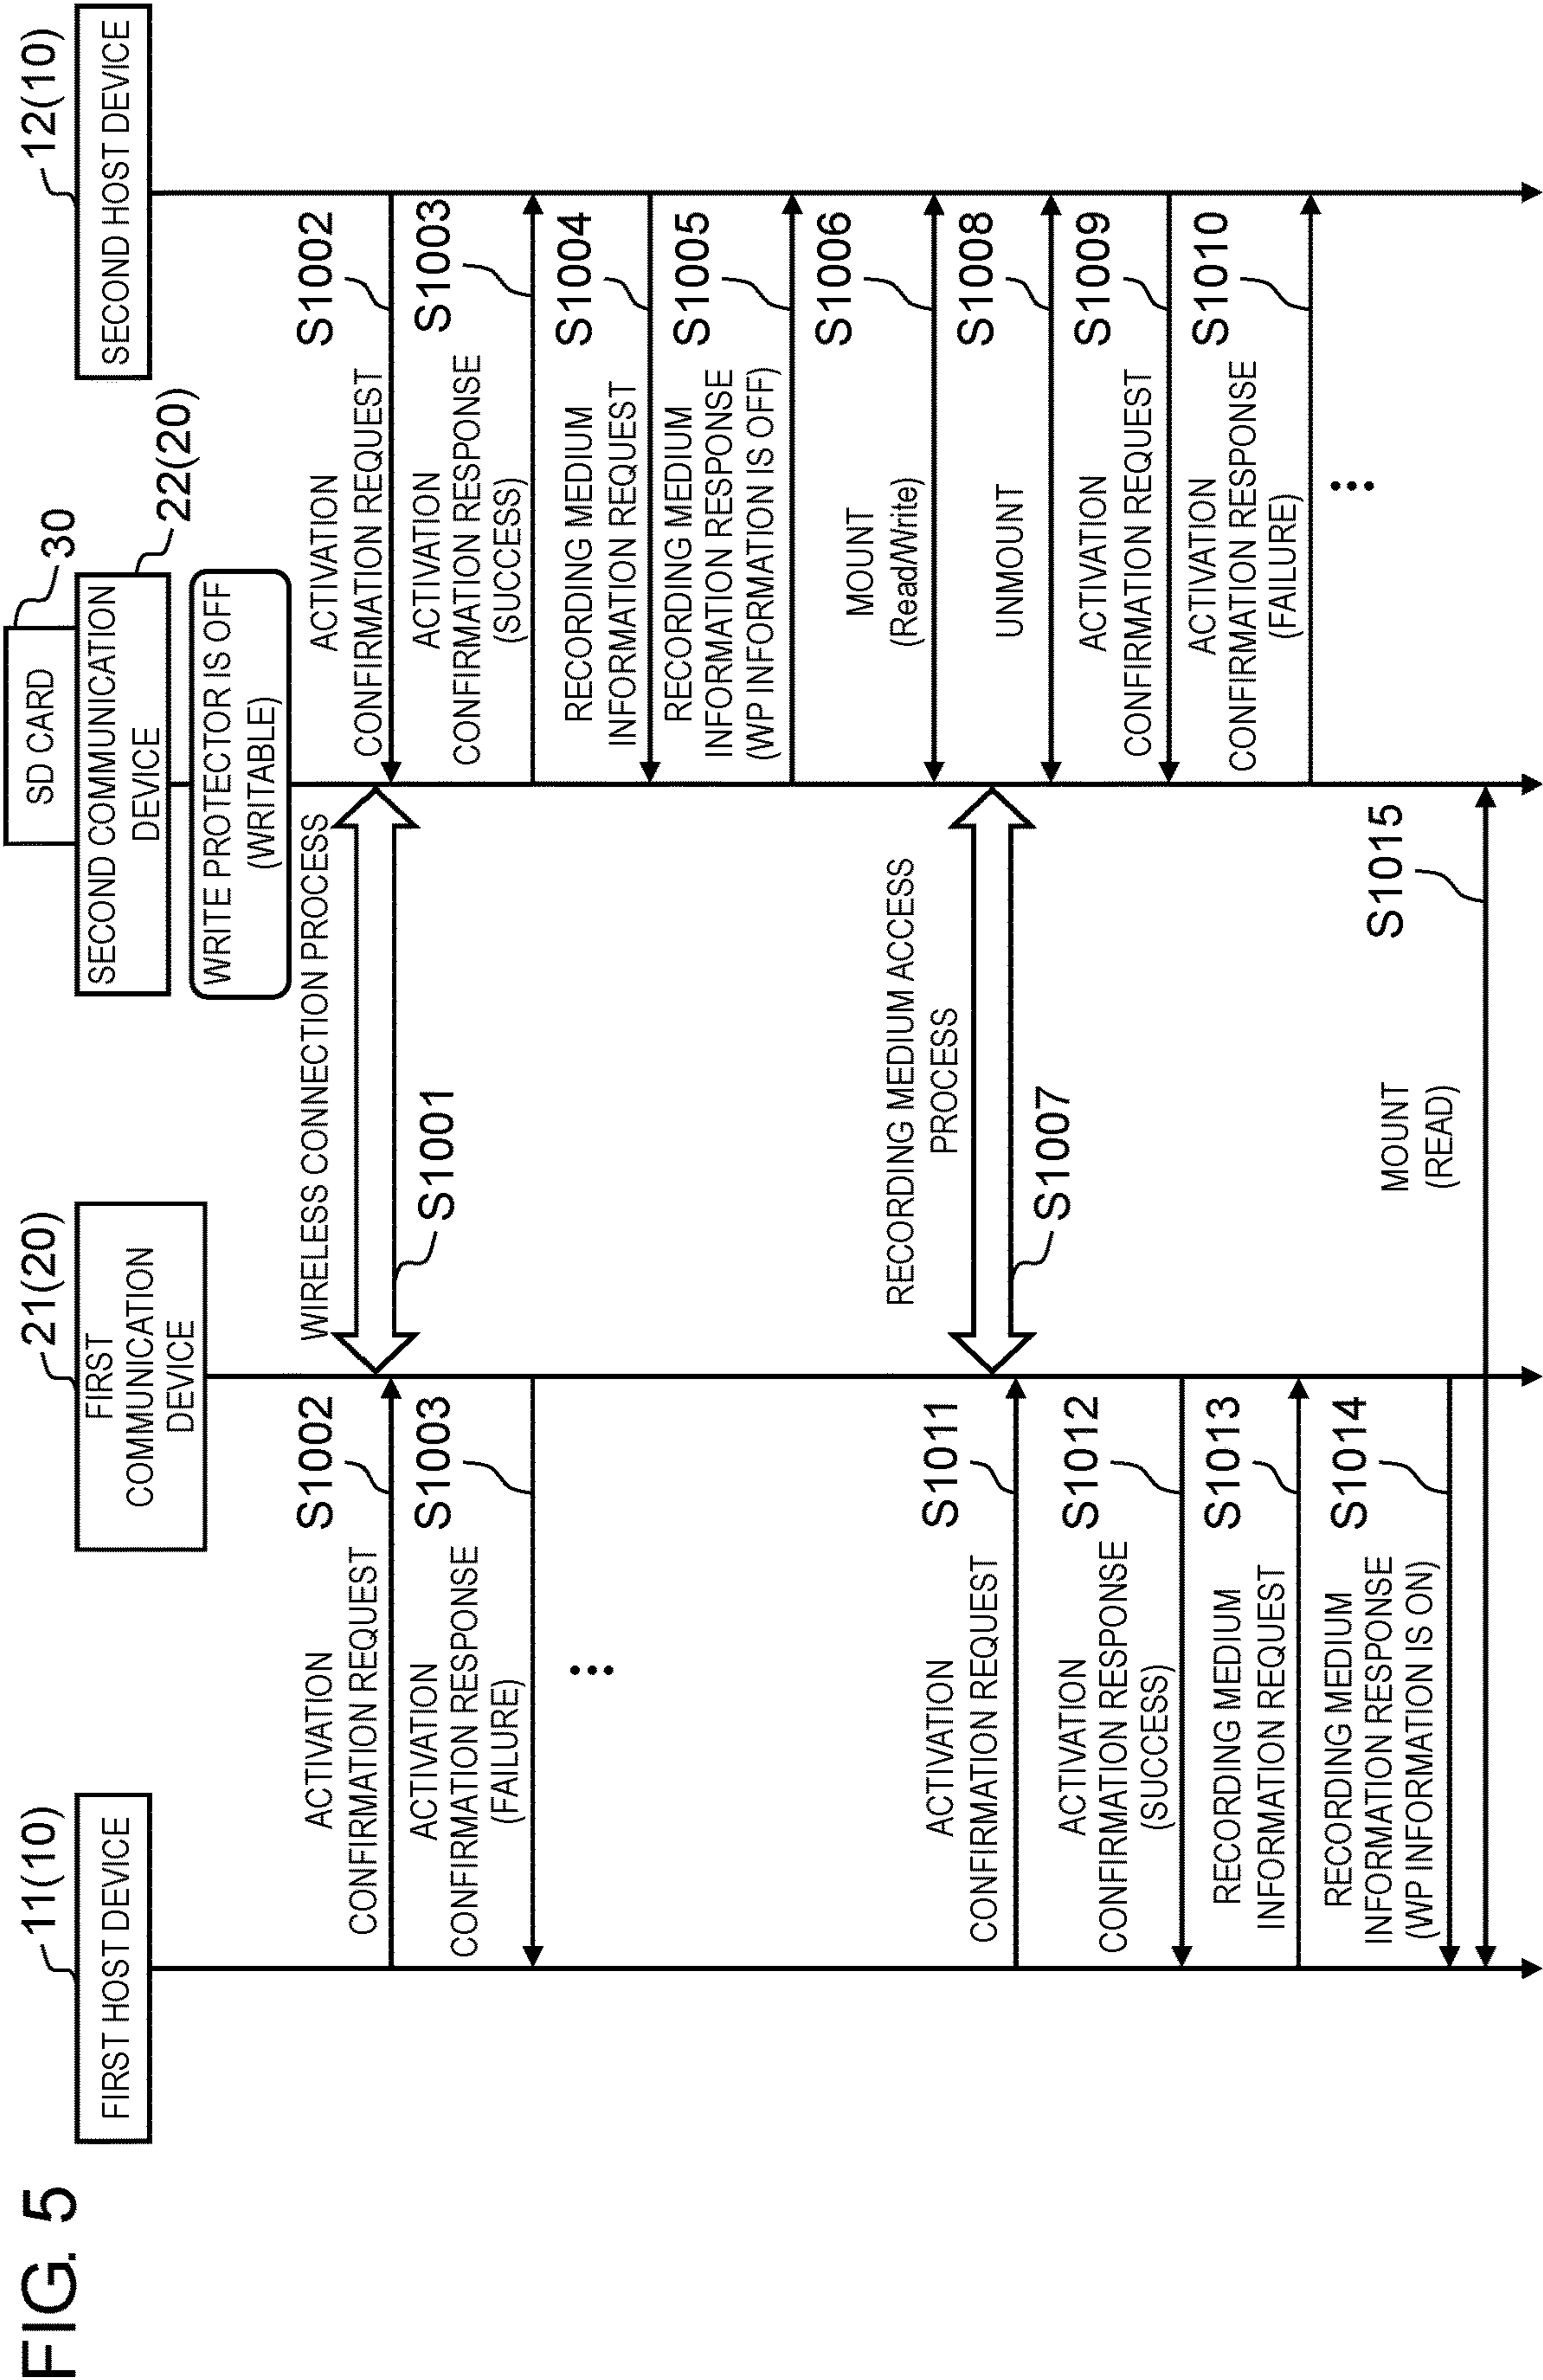 FIG. 5
11(10)
FIRST HOST DEVICE
21(20)
FIRST
COMMUNICATION
DEVICE
SD CARD
30
SECOND COMMUNICATION
DEVICE
22(20)
WRITE PROTECTOR IS OFF
(WRITABLE)
12(10)
SECOND HOST DEVICE
WIRELESS CONNECTION PROCESS
S1001
ACTIVATION
CONFIRMATION REQUEST
S1002
ACTIVATION
CONFIRMATION REQUEST
S1002
ACTIVATION
CONFIRMATION RESPONSE
(FAILURE)
S1003
ACTIVATION
CONFIRMATION RESPONSE
(SUCCESS)
S1003
...
RECORDING MEDIUM
INFORMATION REQUEST
S1004
RECORDING MEDIUM
INFORMATION RESPONSE
(WP INFORMATION IS OFF)
S1005
MOUNT
(Read/Write)
S1006
RECORDING MEDIUM ACCESS
PROCESS
S1007
UNMOUNT
S1008
ACTIVATION
CONFIRMATION REQUEST
S1009
ACTIVATION
CONFIRMATION RESPONSE
(FAILURE)
S1010
...
ACTIVATION
CONFIRMATION REQUEST
S1011
ACTIVATION
CONFIRMATION RESPONSE
(SUCCESS)
S1012
RECORDING MEDIUM
INFORMATION REQUEST
S1013
RECORDING MEDIUM
INFORMATION RESPONSE
(WP INFORMATION IS ON)
S1014
MOUNT
(READ)
S1015